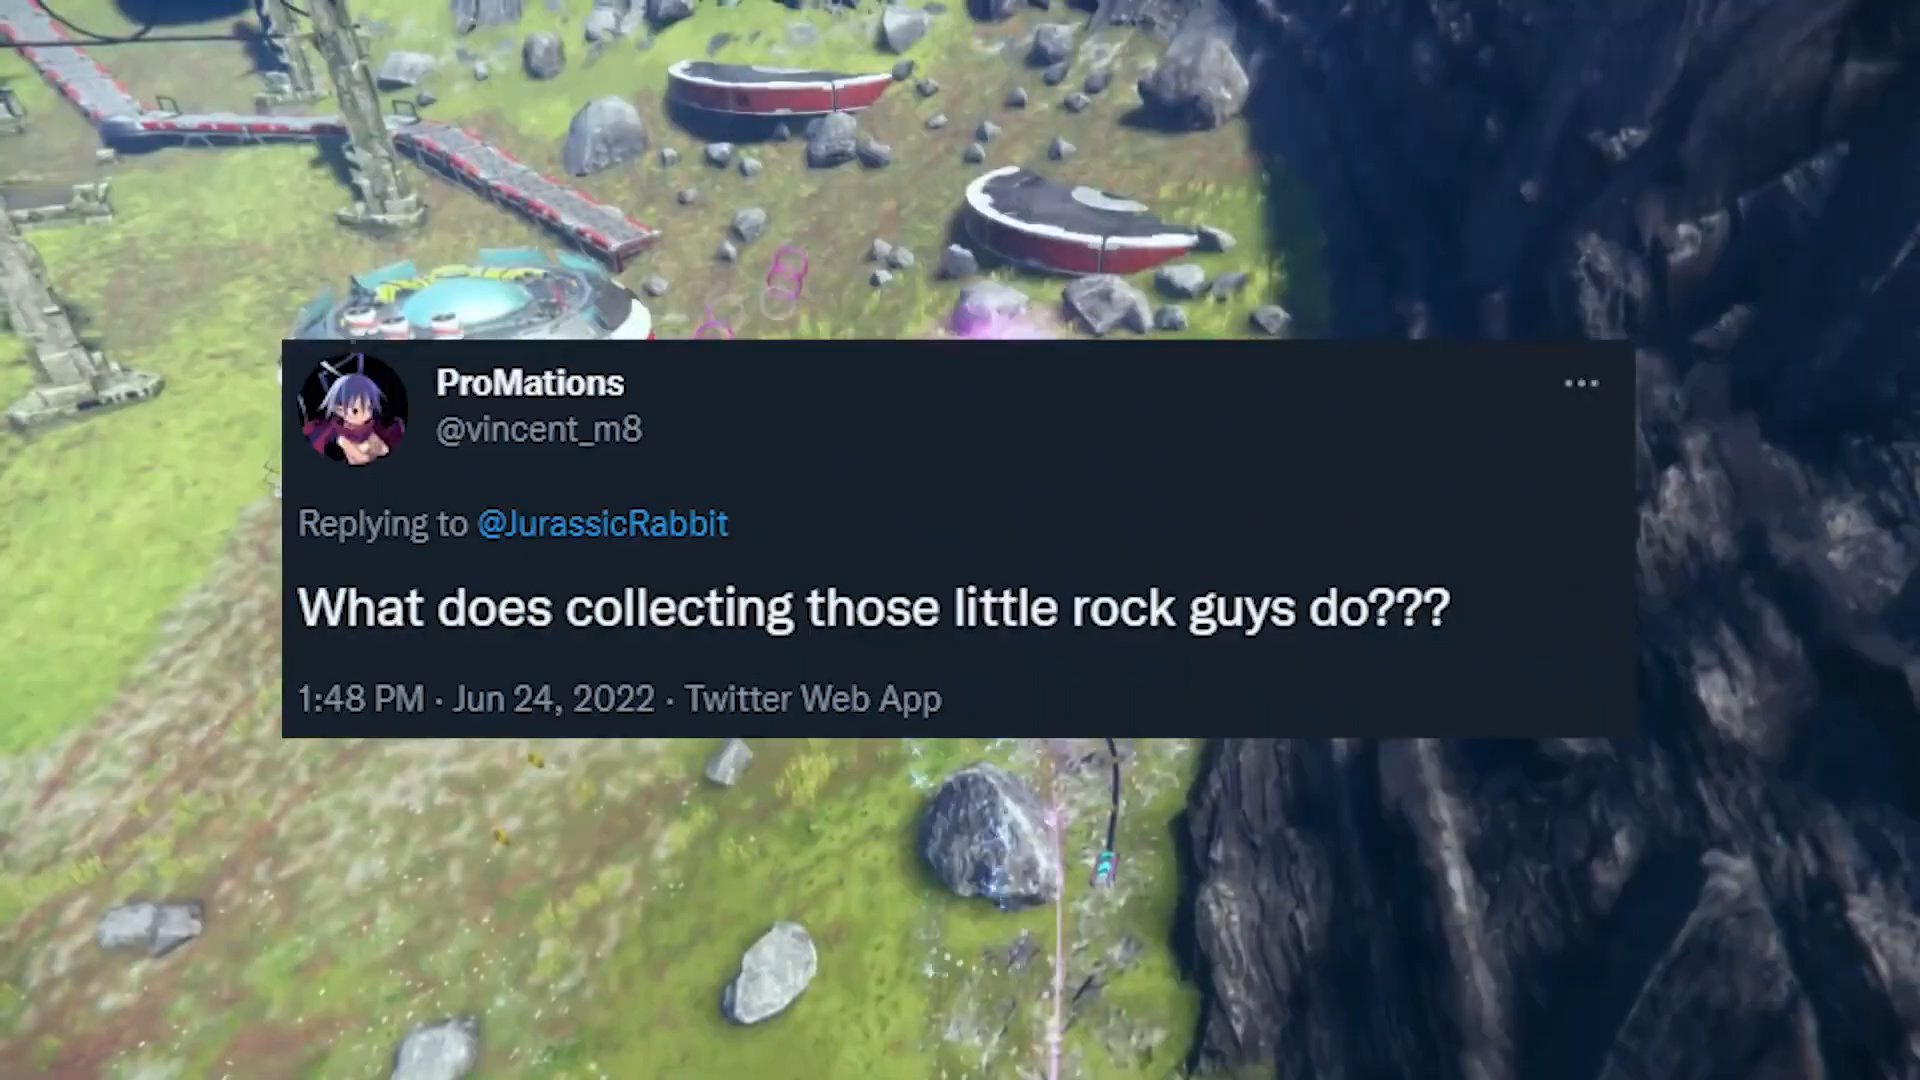 ProMations
@vincent_m8
Replying to @JurassicRabbit
What does collecting those little rock guys do???
1:48 PM · Jun 24, 2022 · Twitter Web App